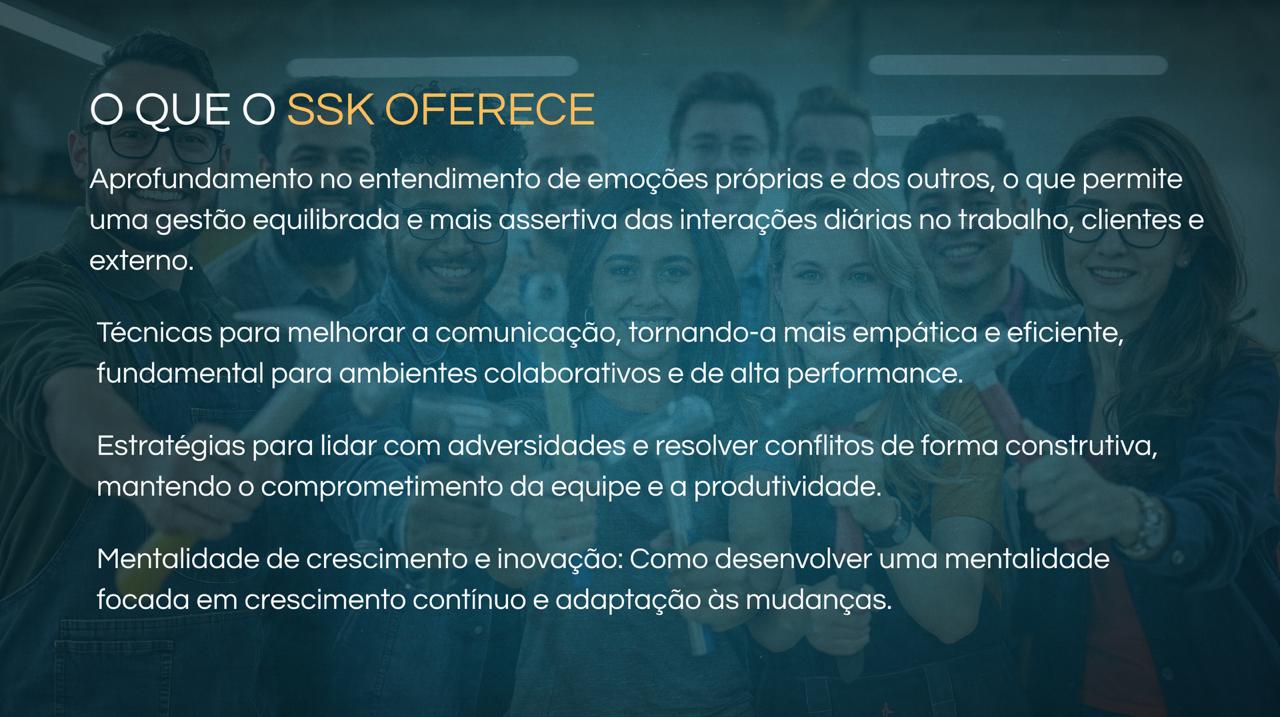 O QUE O SSK OFERECE
Aprofundamento no entendimento de emoções próprias e dos outros, o que permite
uma gestão equilibrada e mais assertiva das interações diárias no trabalho, clientes e
externo.
Técnicas para melhorar a comunicação, tornando-a mais empática e eficiente,
fundamental para ambientes colaborativos e de alta performance.
Estratégias para lidar com adversidades e resolver conflitos de forma construtiva,
mantendo o comprometimento da equipe e a produtividade.
Mentalidade de crescimento e inovação: Como desenvolver uma mentalidade
focada em crescimento contínuo e adaptação às mudanças.